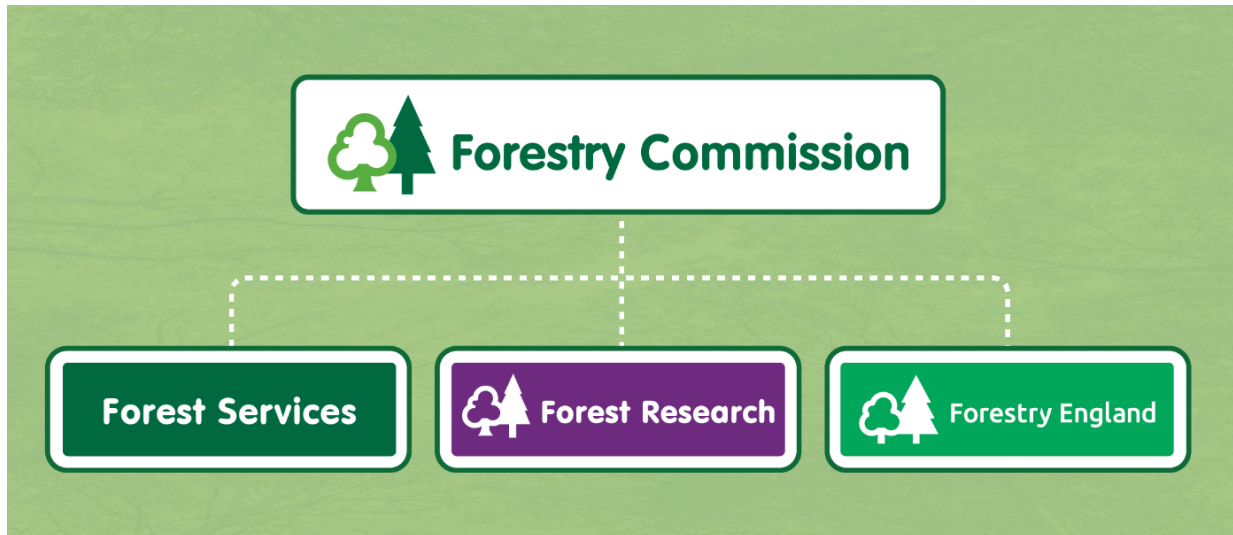 Forestry Commission
Forest Services
Forest Research
Forestry England